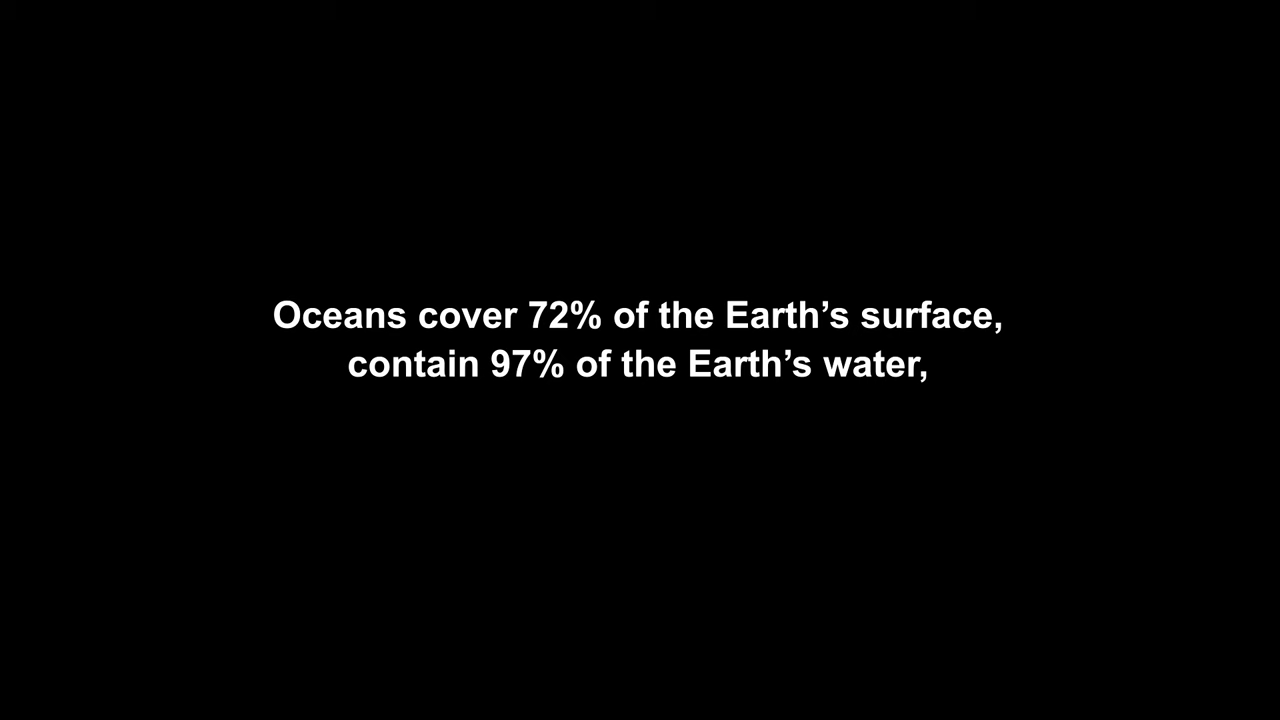 Oceans cover 72% of the Earth’s surface,
contain 97% of the Earth’s water,